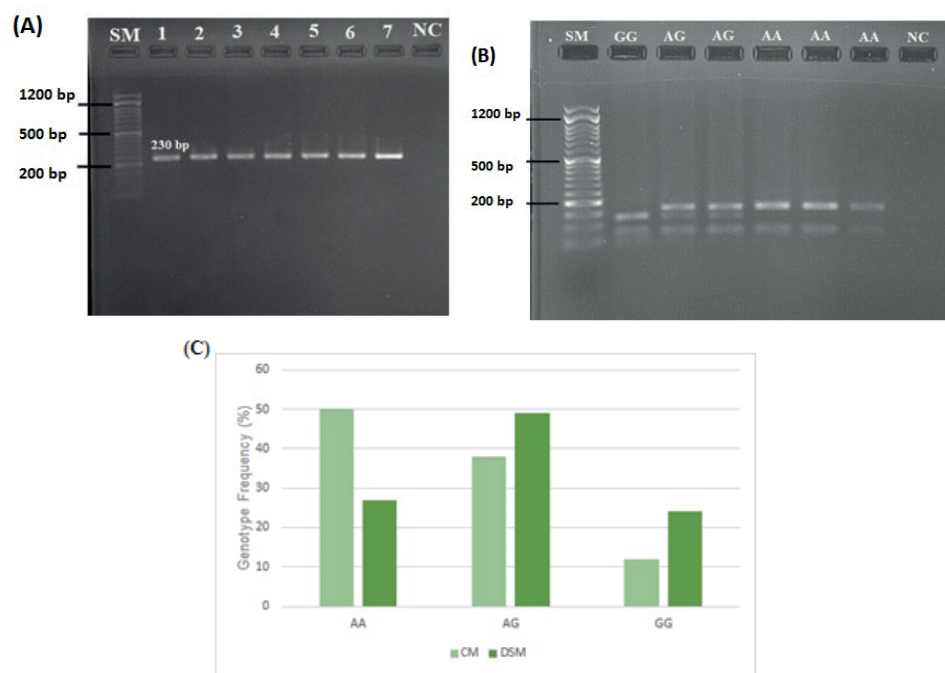 (A)
SM 1 2 3 4 5 6 7 NC
1200 bp
500 bp
230 bp
200 bp
(B)
SM GG AG AG AA AA AA NC
1200 bp
500 bp
200 bp
(C)
60
50
40
30
20
10
0
Genotype Frequency (%)
AA AG GG
CM DSM